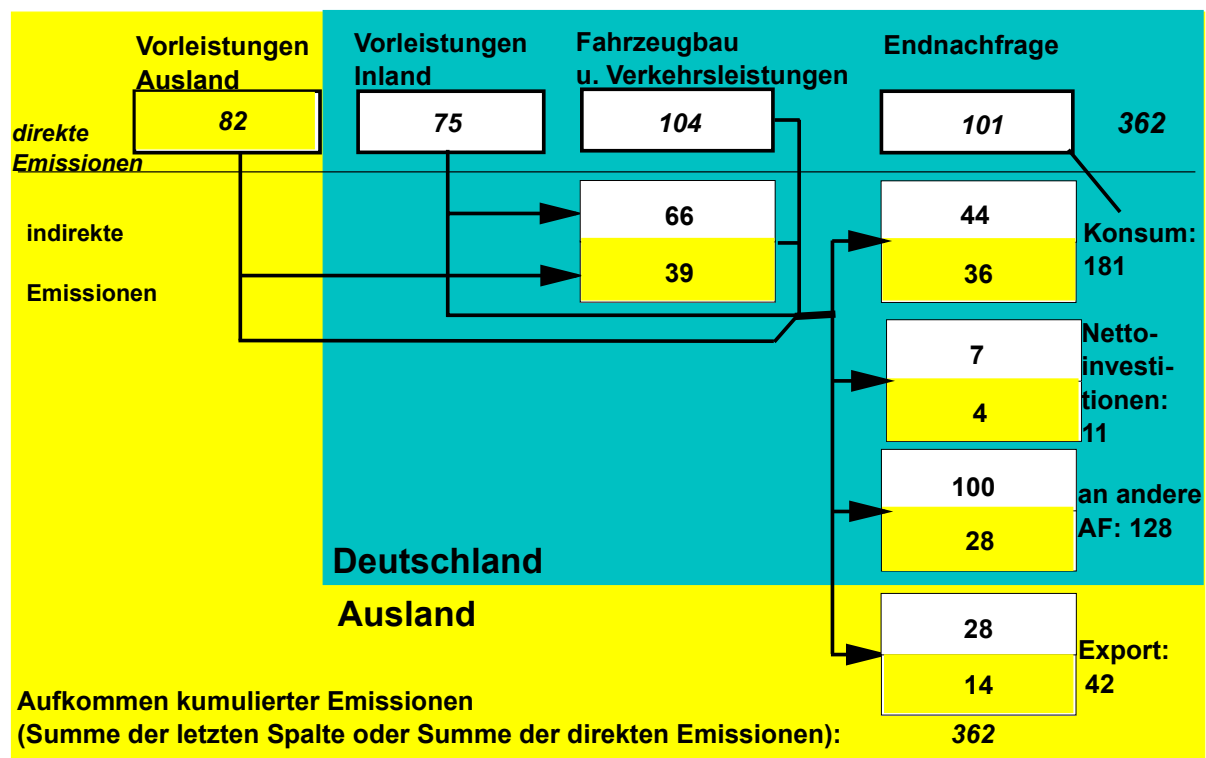 Vorleistungen
Ausland
Vorleistungen
Inland
Fahrzeugbau
u. Verkehrsleistungen
Endnachfrage
direkte
Emissionen
82
75
104
101
362
indirekte
Emissionen
66
39
44
36
Konsum:
181
7
4
Netto-
investi-
tionen:
11
100
28
an andere
AF: 128
Deutschland
Ausland
28
14
Export:
42
Aufkommen kumulierter Emissionen
(Summe der letzten Spalte oder Summe der direkten Emissionen): 362